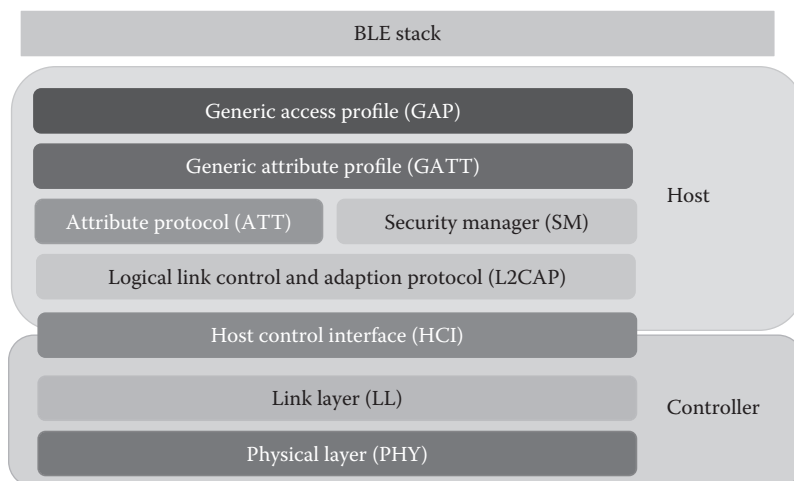 BLE stack
Generic access profile (GAP)
Generic attribute profile (GATT)
Host
Attribute protocol (ATT)
Security manager (SM)
Logical link control and adaption protocol (L2CAP)
Host control interface (HCI)
Link layer (LL)
Controller
Physical layer (PHY)